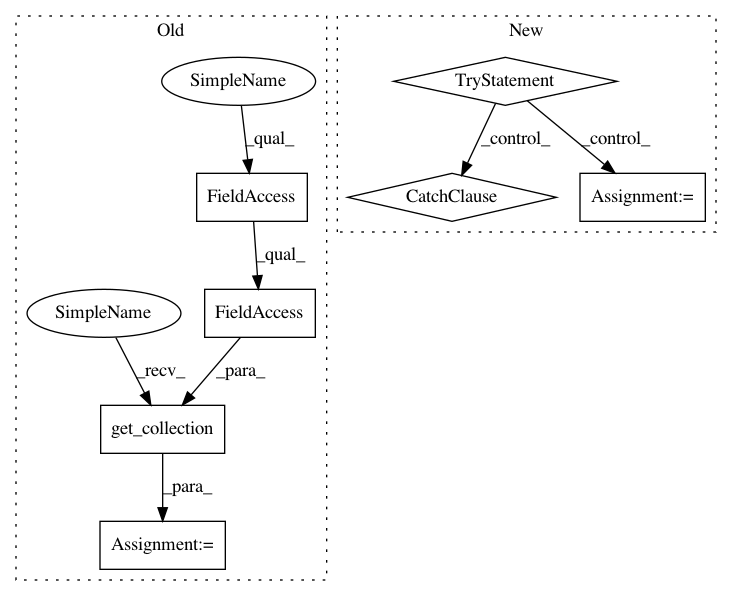 Old
New
SimpleName
TryStatement
_qual_
_control_
_control_
FieldAccess
CatchClause
Assignment:=
_qual_
SimpleName
FieldAccess
_recv_
_para_
get_collection
_para_
Assignment:=